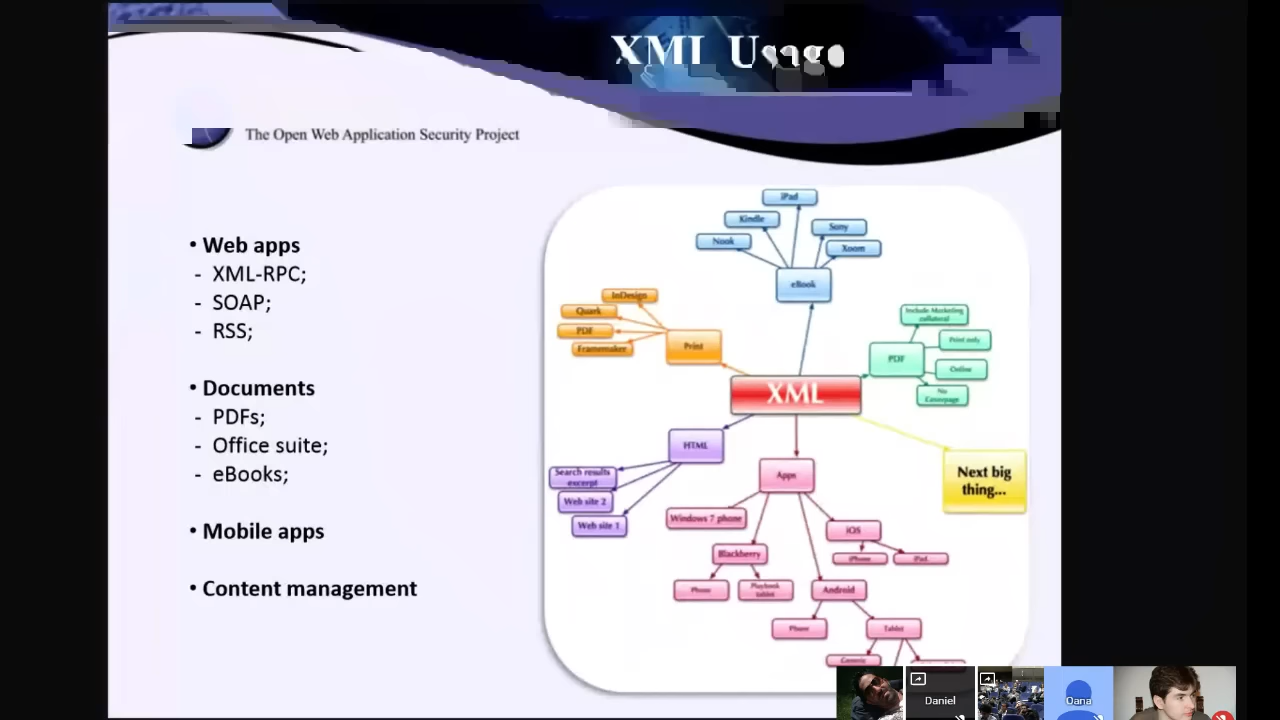 XML Usage
The Open Web Application Security Project
• Web apps
- XML-RPC;
- SOAP;
- RSS;
• Documents
- PDFs;
- Office suite;
- eBooks;
• Mobile apps
• Content management
iPad
Kindle
Sony
Nook
Xoom
eBook
InDesign
Quark
PDF
Framemaker
Print
Include Marketing
collateral
Print only
PDF
Online
No
Coverpage
XML
HTML
Search results
excerpt
Web site 2
Web site 1
Apps
Next big
thing...
Windows 7 phone
iOS
iPhone
iPad
Blackberry
Phone
Playbook
tablet
Android
Phone
Tablet
Generic
Daniel
Oana